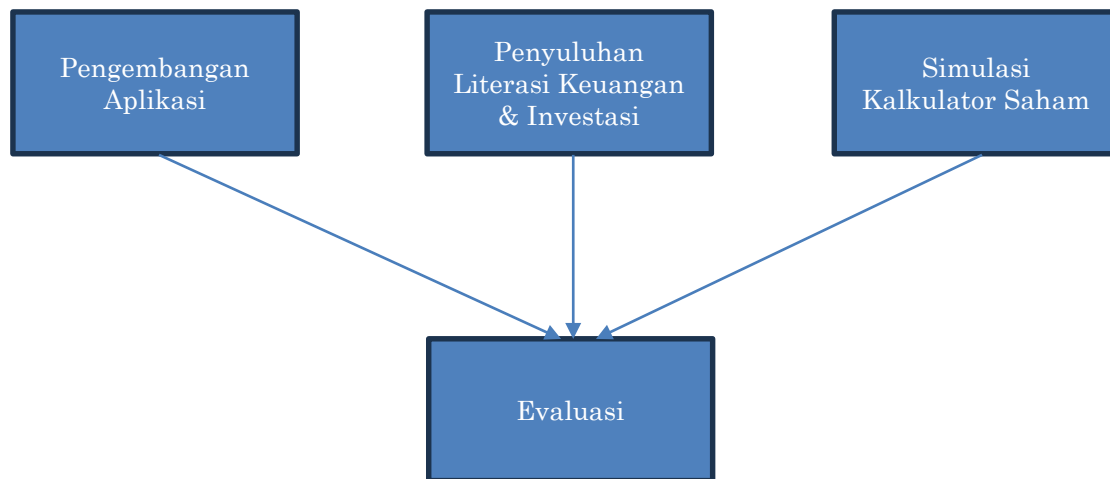 Pengembangan
Aplikasi
Penyuluhan
Literasi Keuangan
& Investasi
Simulasi
Kalkulator Saham
Evaluasi